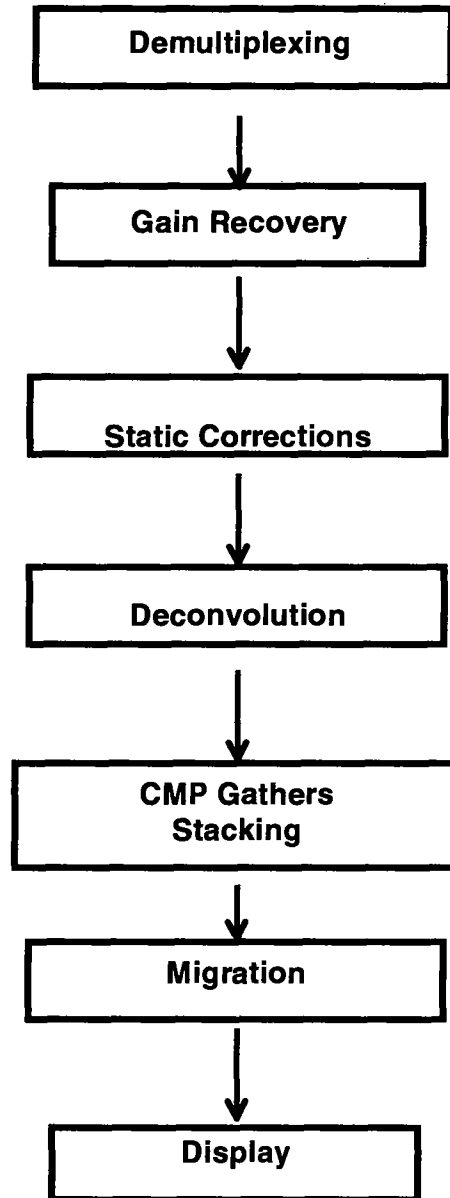 Demultiplexing
Gain Recovery
Static Corrections
Deconvolution
CMP Gathers
Stacking
Migration
Display